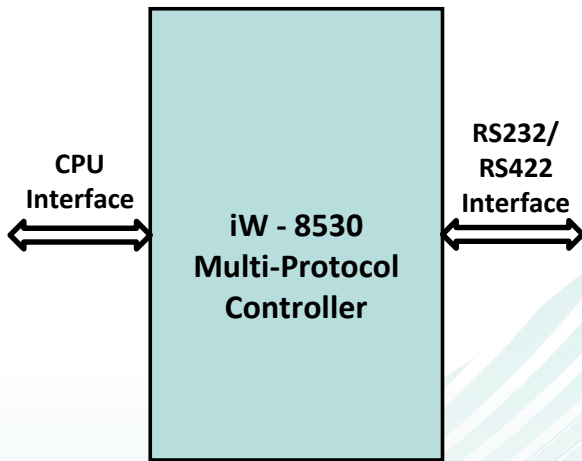 CPU
Interface
iW - 8530
Multi-Protocol
Controller
RS232/
RS422
Interface